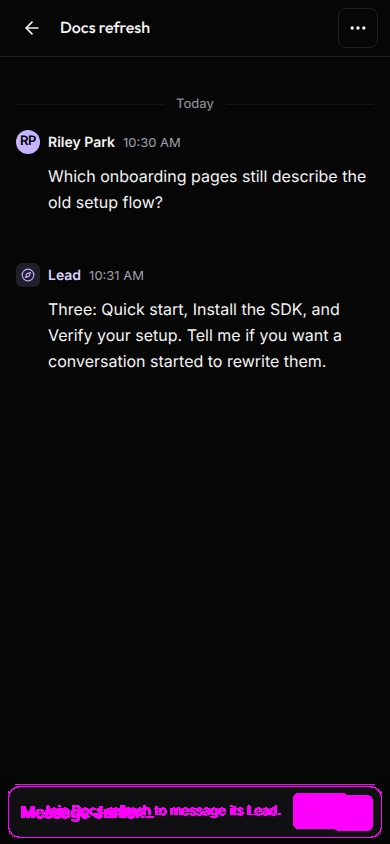 Docs refresh
Today
RP Riley Park 10:30 AM
Which onboarding pages still describe the
old setup flow?
Lead 10:31 AM
Three: Quick start, Install the SDK, and
Verify your setup. Tell me if you want a
conversation started to rewrite them.
to message its Lead.